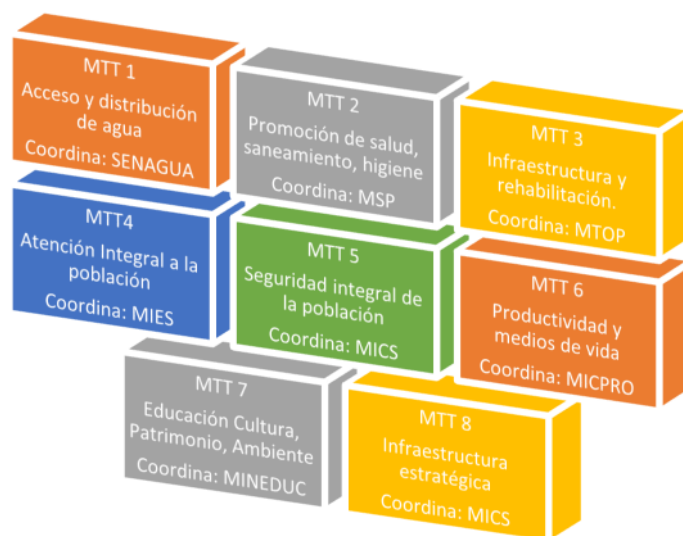 MTT 1
Acceso y distribución
de agua
Coordina: SENAGUA
MTT 2
Promoción de salud,
saneamiento, higiene
Coordina: MSP
MTT 3
Infraestructura y
rehabilitación.
Coordina: MTOP
MTT4
Atención Integral a la
población
Coordina: MIES
MTT 5
Seguridad integral de
la población
Coordina: MICS
MTT 6
Productividad y
medios de vida
Coordina: MICPRO
MTT 7
Educación Cultura,
Patrimonio, Ambiente
Coordina: MINEDUC
MTT 8
Infraestructura
estratégica
Coordina: MICS